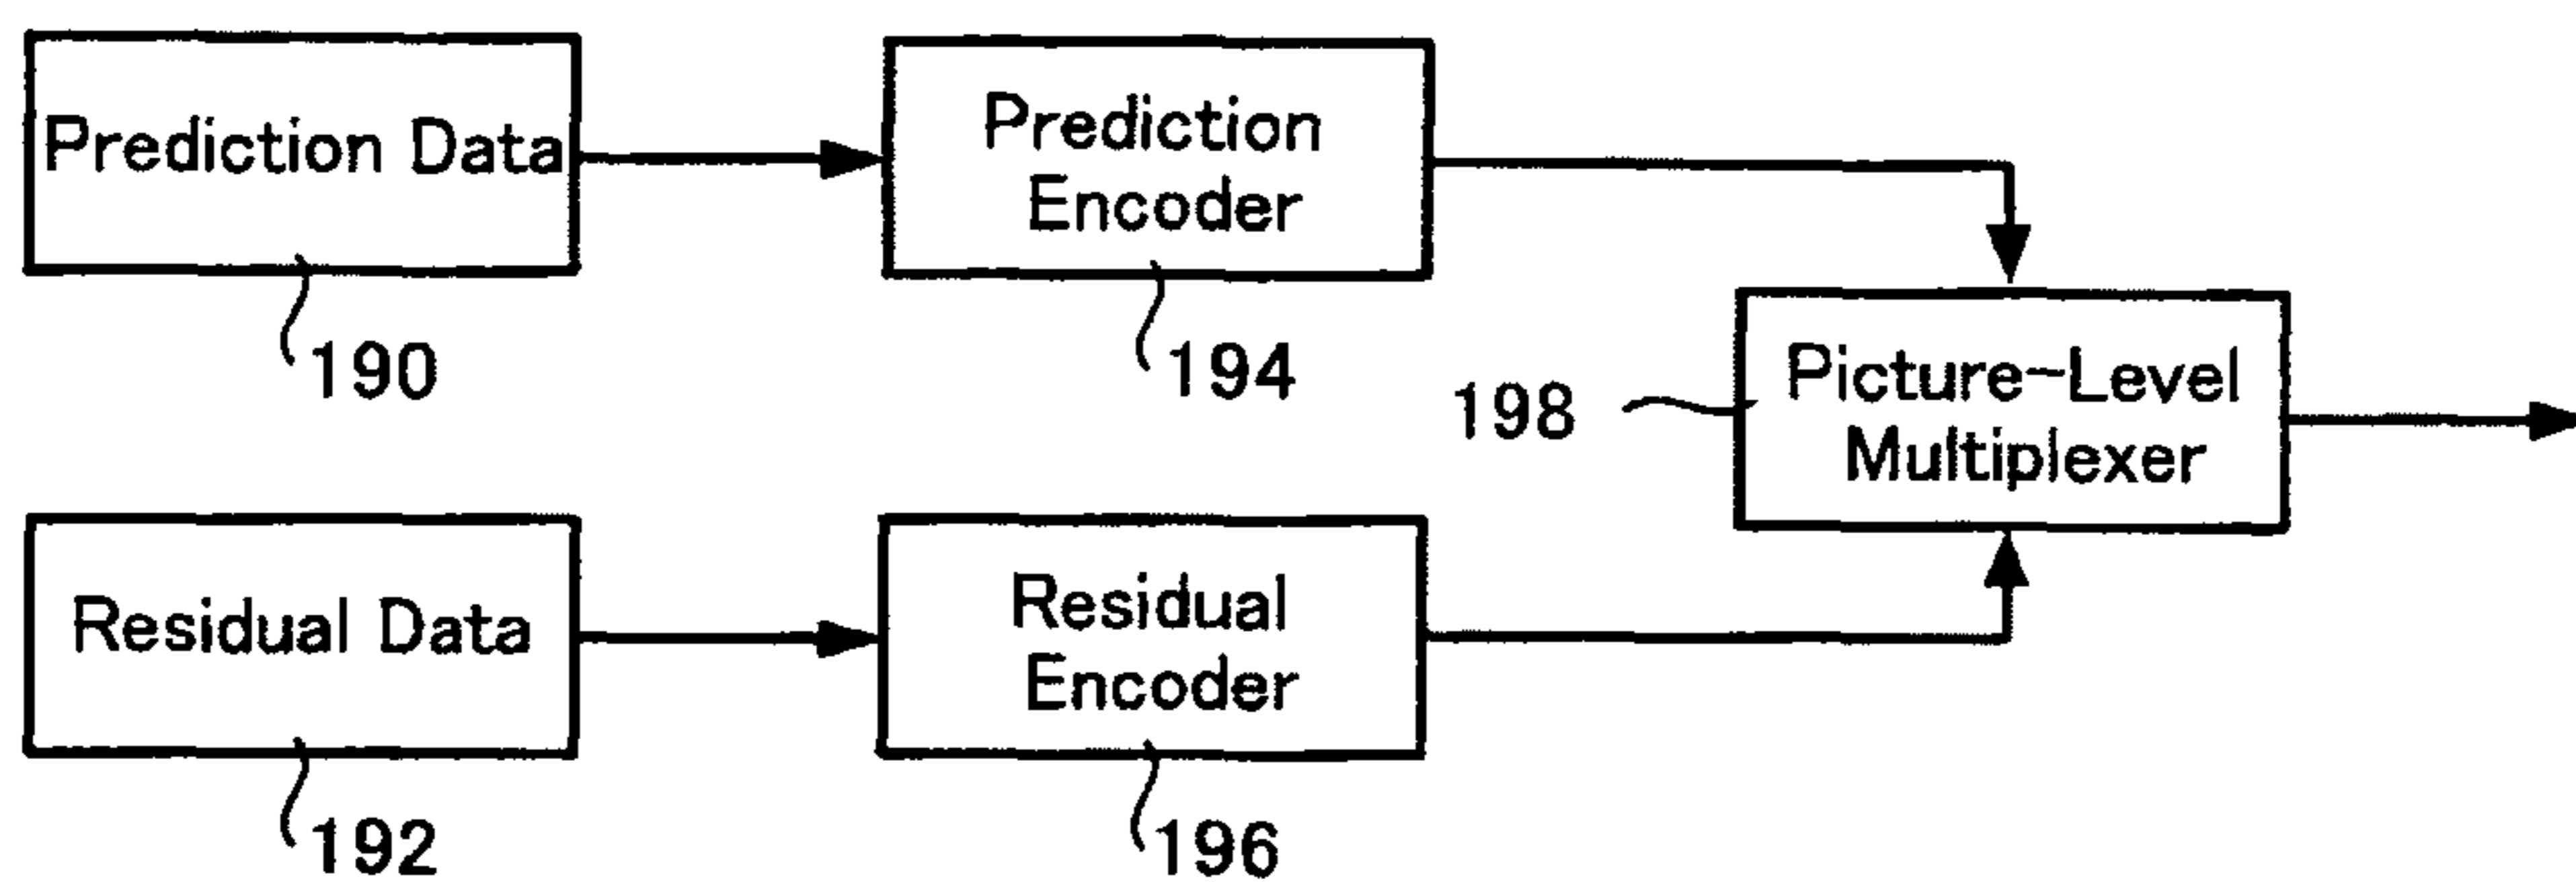 Prediction Data
190
Prediction
Encoder
194
198
Picture-Level
Multiplexer
Residual Data
192
Residual
Encoder
196